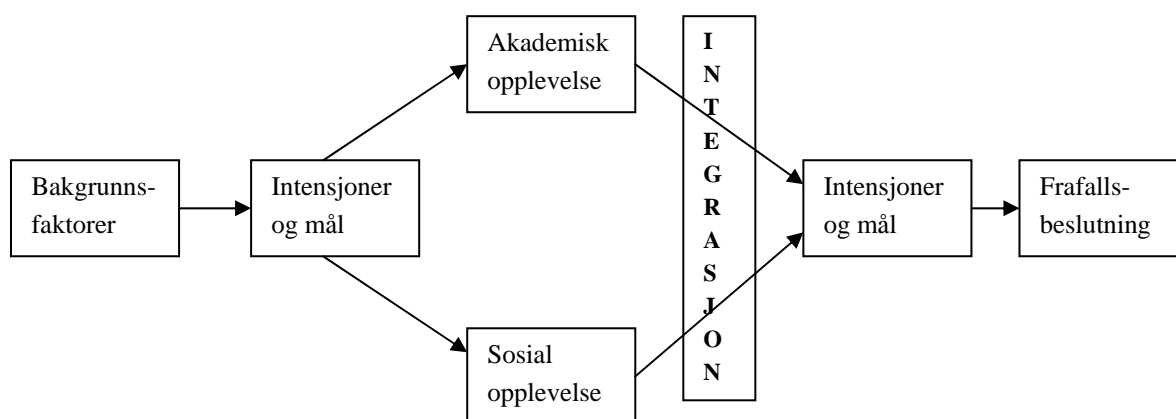 Bakgrunns-
faktorer
Intensjoner
og mål
Akademisk
opplevelse
Sosial
opplevelse
I
N
T
E
G
R
A
S
J
O
N
Intensjoner
og mål
Frafalls-
beslutning